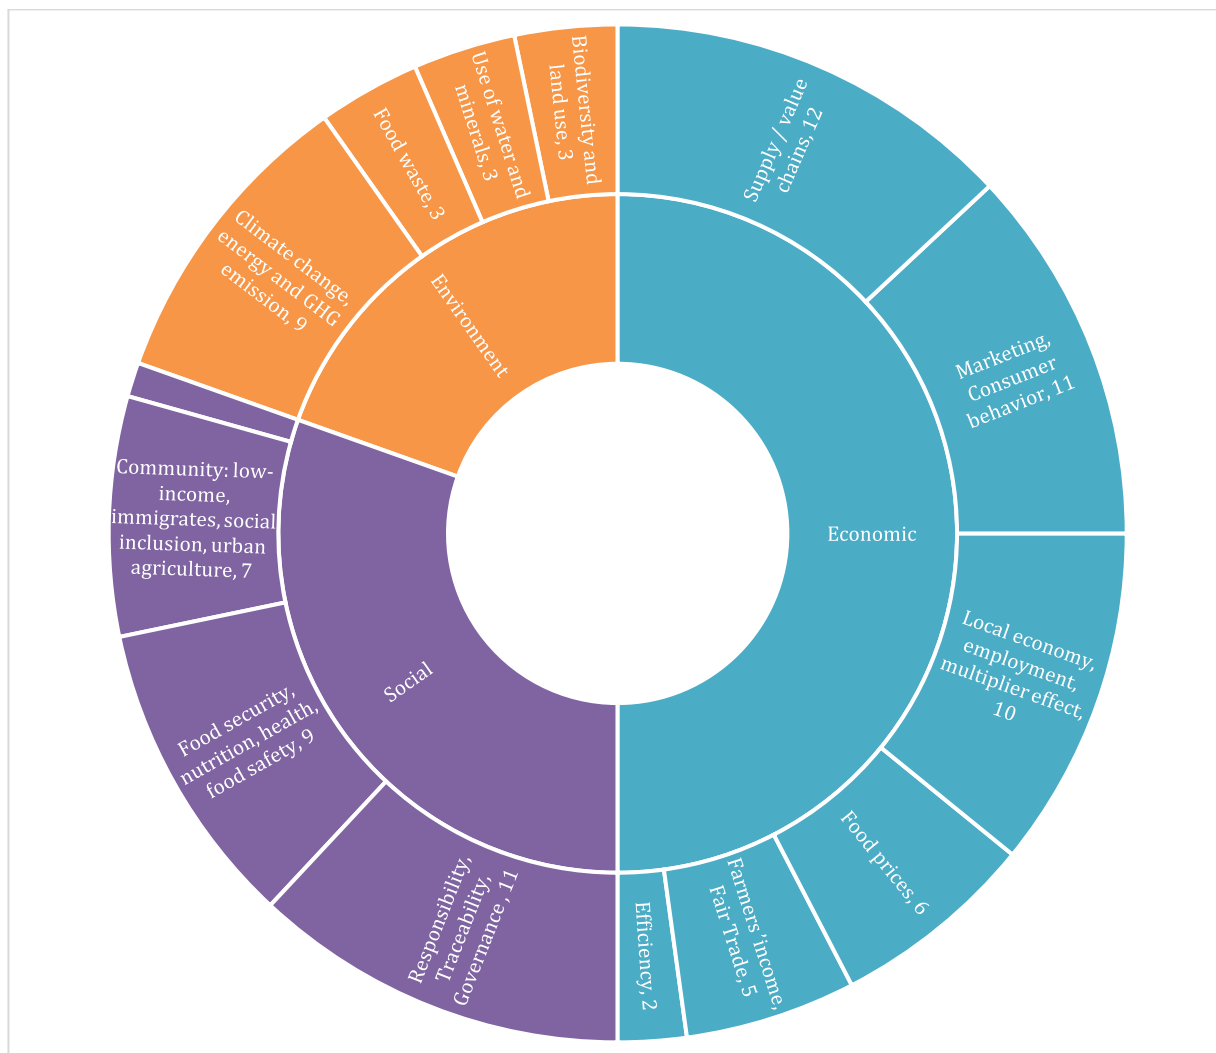 Biodiversity and
land use, 3
Use of water and
minerals, 3
Food waste, 3
Climate change,
energy and GHG
emission, 9
Environment
Supply / value
chains, 12
Marketing,
Consumer
behavior, 11
Economic
Local economy,
employment,
multiplier effect,
10
Food prices, 6
Farmers 'income,
Fair Trade, 5
Efficiency, 2
Community: low-
income,
immigrates, social
inclusion, urban
agriculture, 7
Social
Food security,
nutrition, health,
food safety, 9
Responsibility,
Traceability,
Governance , 11